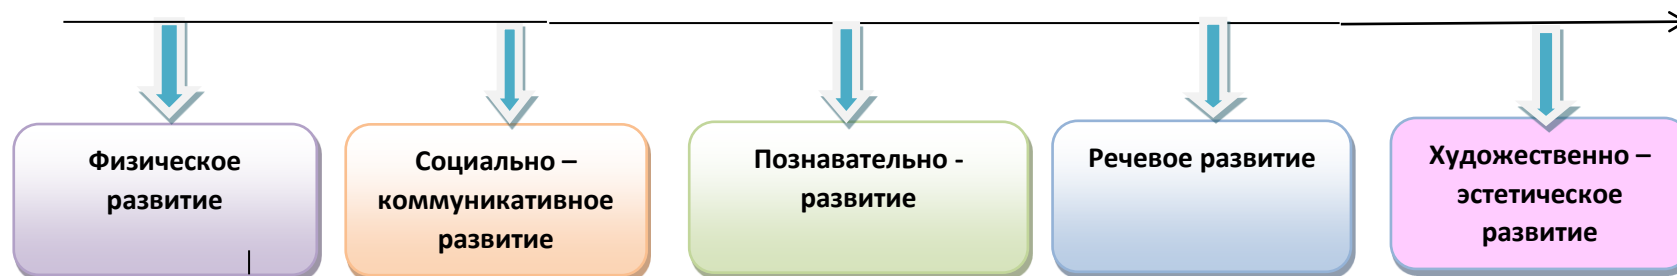 Физическое
развитие
Социально –
коммуникативное
развитие
Познавательно -
развитие
Речевое развитие
Художественно –
эстетическое
развитие